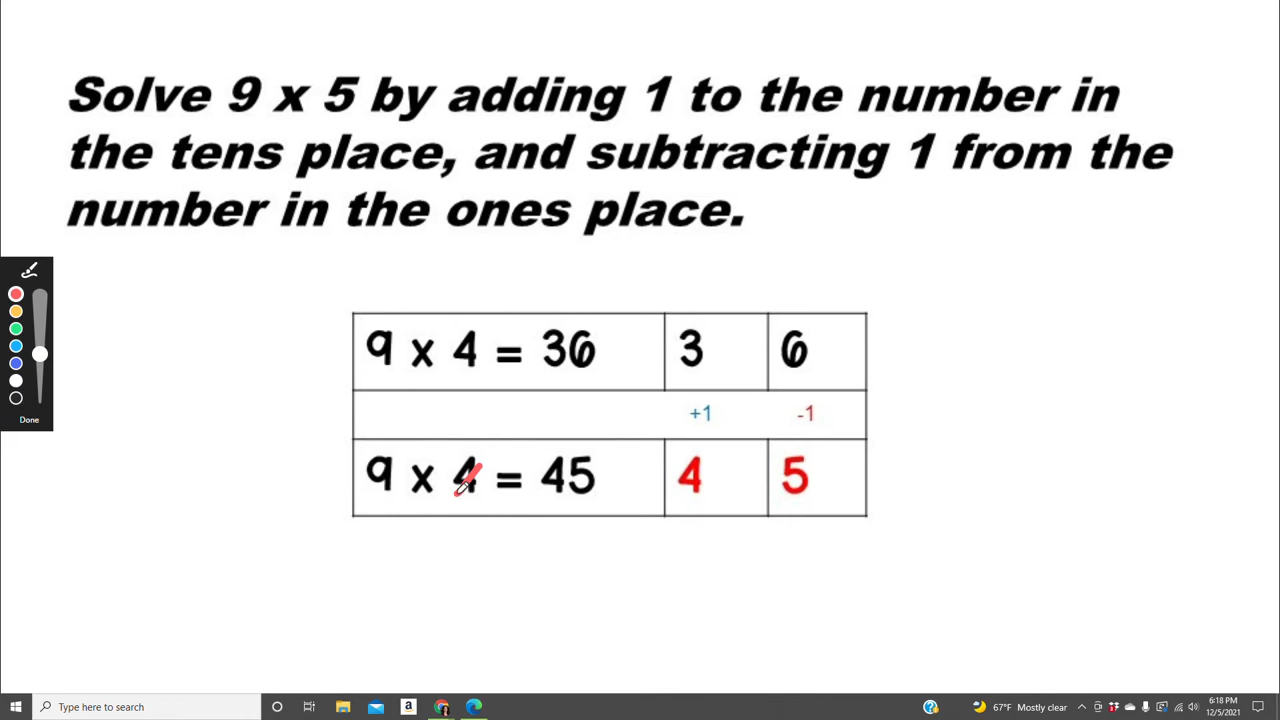 Solve 9 x 5 by adding 1 to the number in
the tens place, and subtracting 1 from the
number in the ones place.
9 x 4 = 36 3 6
+1 -1
9 x 4 = 45 4 5
Done
Type here to search
67°F Mostly clear
6:18 PM
12/5/2021